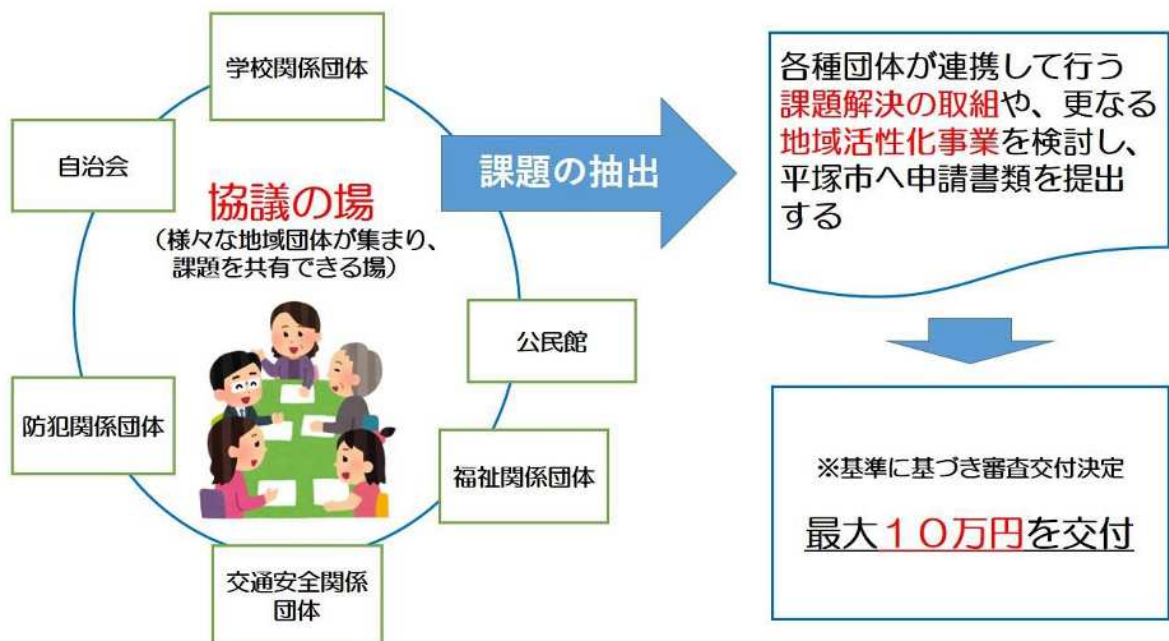 学校関係団体
自治会
協議の場
（様々な地域団体が集まり、
課題を共有できる場）
公民館
防犯関係団体
福祉関係団体
交通安全関係
団体
課題の抽出
各種団体が連携して行う
課題解決の取組や、更なる
地域活性化事業を検討し、
平塚市へ申請書類を提出
する
※基準に基づき審査交付決定
最大１０万円を交付